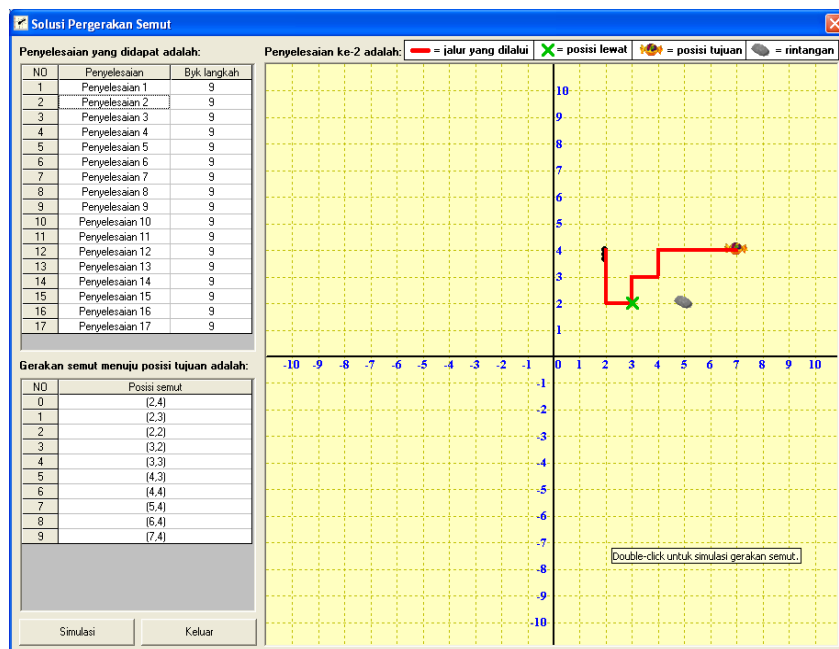 Solusi Pergerakan Semut
Penyelesaian yang didapat adalah:
NO Penyelesaian Byk langkah
1 Penyelesaian 1 9
2 Penyelesaian 2 9
3 Penyelesaian 3 9
4 Penyelesaian 4 9
5 Penyelesaian 5 9
6 Penyelesaian 6 9
7 Penyelesaian 7 9
8 Penyelesaian 8 9
9 Penyelesaian 9 9
10 Penyelesaian 10 9
11 Penyelesaian 11 9
12 Penyelesaian 12 9
13 Penyelesaian 13 9
14 Penyelesaian 14 9
15 Penyelesaian 15 9
16 Penyelesaian 16 9
17 Penyelesaian 17 9
Gerakan semut menuju posisi tujuan adalah:
NO Posisi semut
0 (2,4)
1 (2,3)
2 (2,2)
3 (3,2)
4 (3,3)
5 (4,3)
6 (4,4)
7 (5,4)
8 (6,4)
9 (7,4)
Simulasi Keluar
Penyelesaian ke-2 adalah: = jalur yang dilalui = posisi lewat = posisi tujuan = rintangan
10
9
8
7
6
5
4
3
2
1
-10 -9 -8 -7 -6 -5 -4 -3 -2 -1 0 1 2 3 4 5 6 7 8 9 10
-1
-2
-3
-4
-5
-6
-7
-8
-9
-10
Double-click untuk simulasi gerakan semut.